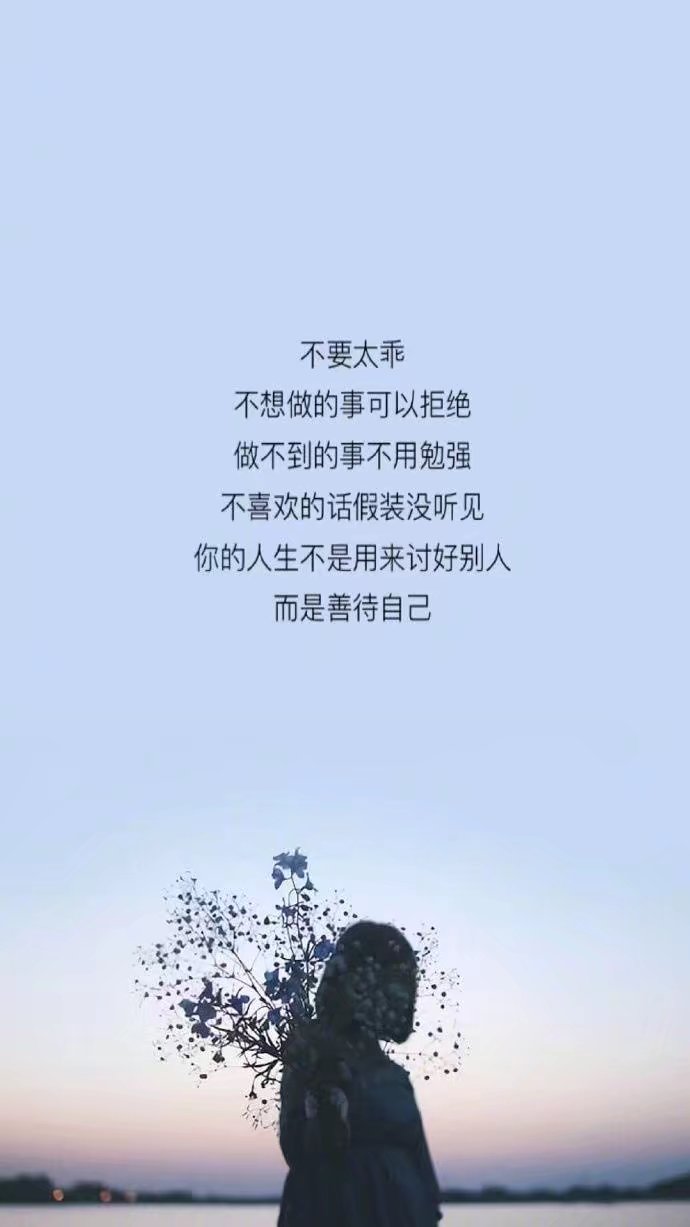 不要太乖
不想做的事可以拒绝
做不到的事不用勉强
不喜欢的话假装没听见
你的人生不是用来讨好别人
而是善待自己